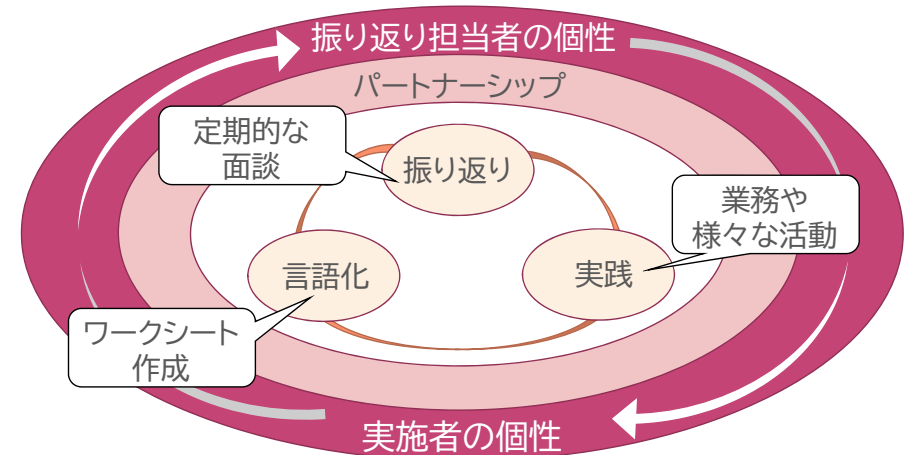 振り返り担当者の個性
パートナーシップ
定期的な
面談
振り返り
業務や
様々な活動
言語化
実践
ワークシート
作成
実施者の個性